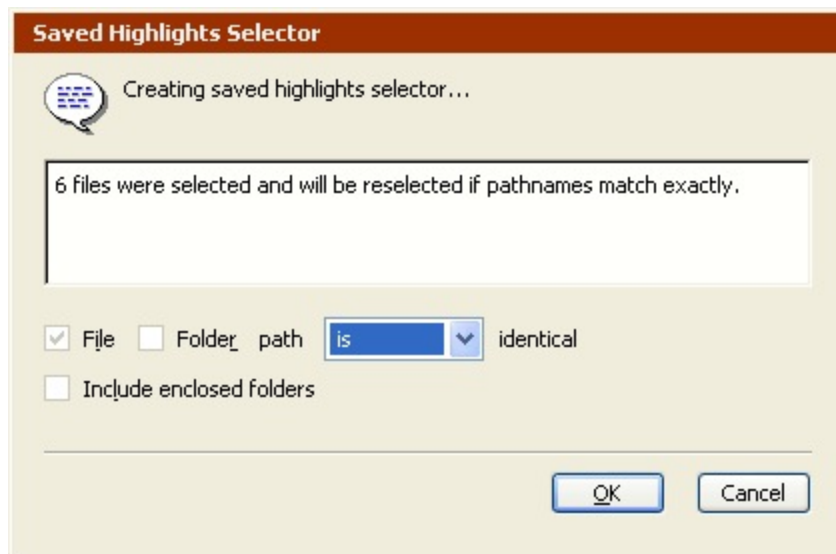 Saved Highlights Selector
Creating saved highlights selector...
6 files were selected and will be reselected if pathnames match exactly.
File Folder path is identical
Include enclosed folders
OK Cancel